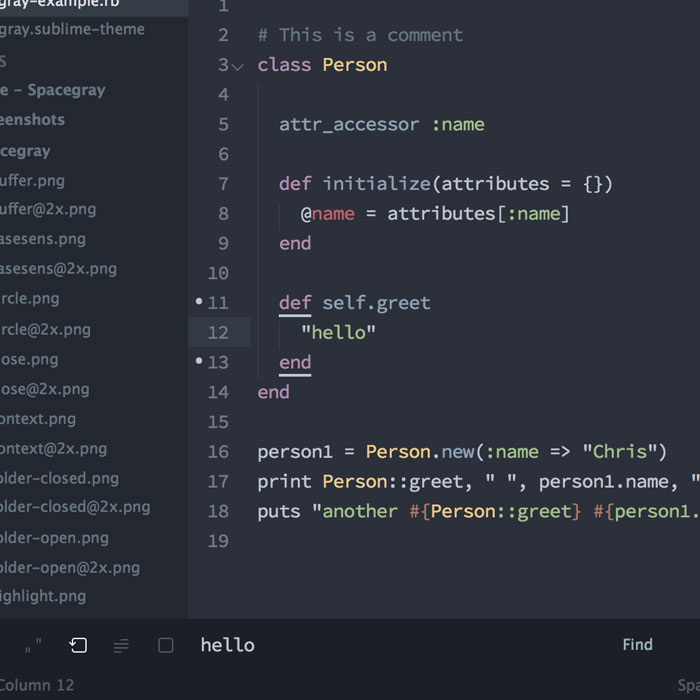 gray-example.rb
gray.sublime-theme
S
e – Spacegray
eenshots
cegray
uffer.png
uffer@2x.png
asesens.png
asesens@2x.png
rcle.png
rcle@2x.png
ose.png
ose@2x.png
ontext.png
ontext@2x.png
older-closed.png
older-closed@2x.png
older-open.png
older-open@2x.png
ighlight.png
1
2 # This is a comment
3 class Person
4
5 attr_accessor :name
6
7 def initialize(attributes = {})
8 @name = attributes[:name]
9 end
10
11 def self.greet
12 "hello"
13 end
14 end
15
16 person1 = Person.new(:name => "Chris")
17 print Person::greet, " ", person1.name, "
18 puts "another #{Person::greet} #{person1.
19
." hello Find
Column 12 Spa